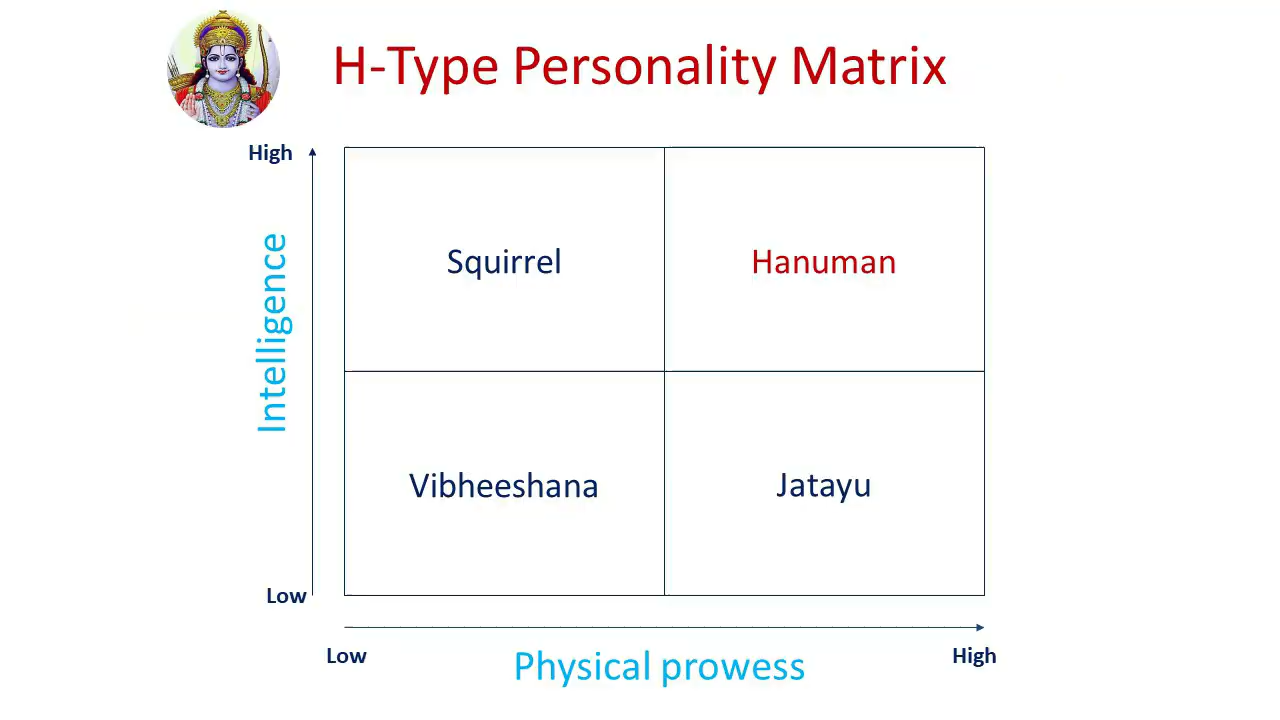 H-Type Personality Matrix
High
Intelligence
Squirrel
Hanuman
Vibheeshana
Jatayu
Low
Low
Physical prowess
High